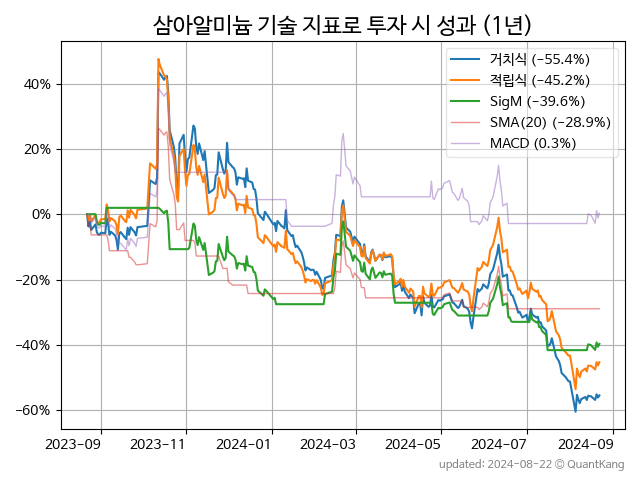 삼아알미늄 기술 지표로 투자 시 성과 (1년)
거치식 (−55.4%)
적립식 (−45.2%)
SigM (−39.6%)
SMA(20) (−28.9%)
MACD (0.3%)
40%
20%
0%
−20%
−40%
−60%
2023-09 2023-11 2024-01 2024-03 2024-05 2024-07 2024-09
updated: 2024-08-22 © QuantKang